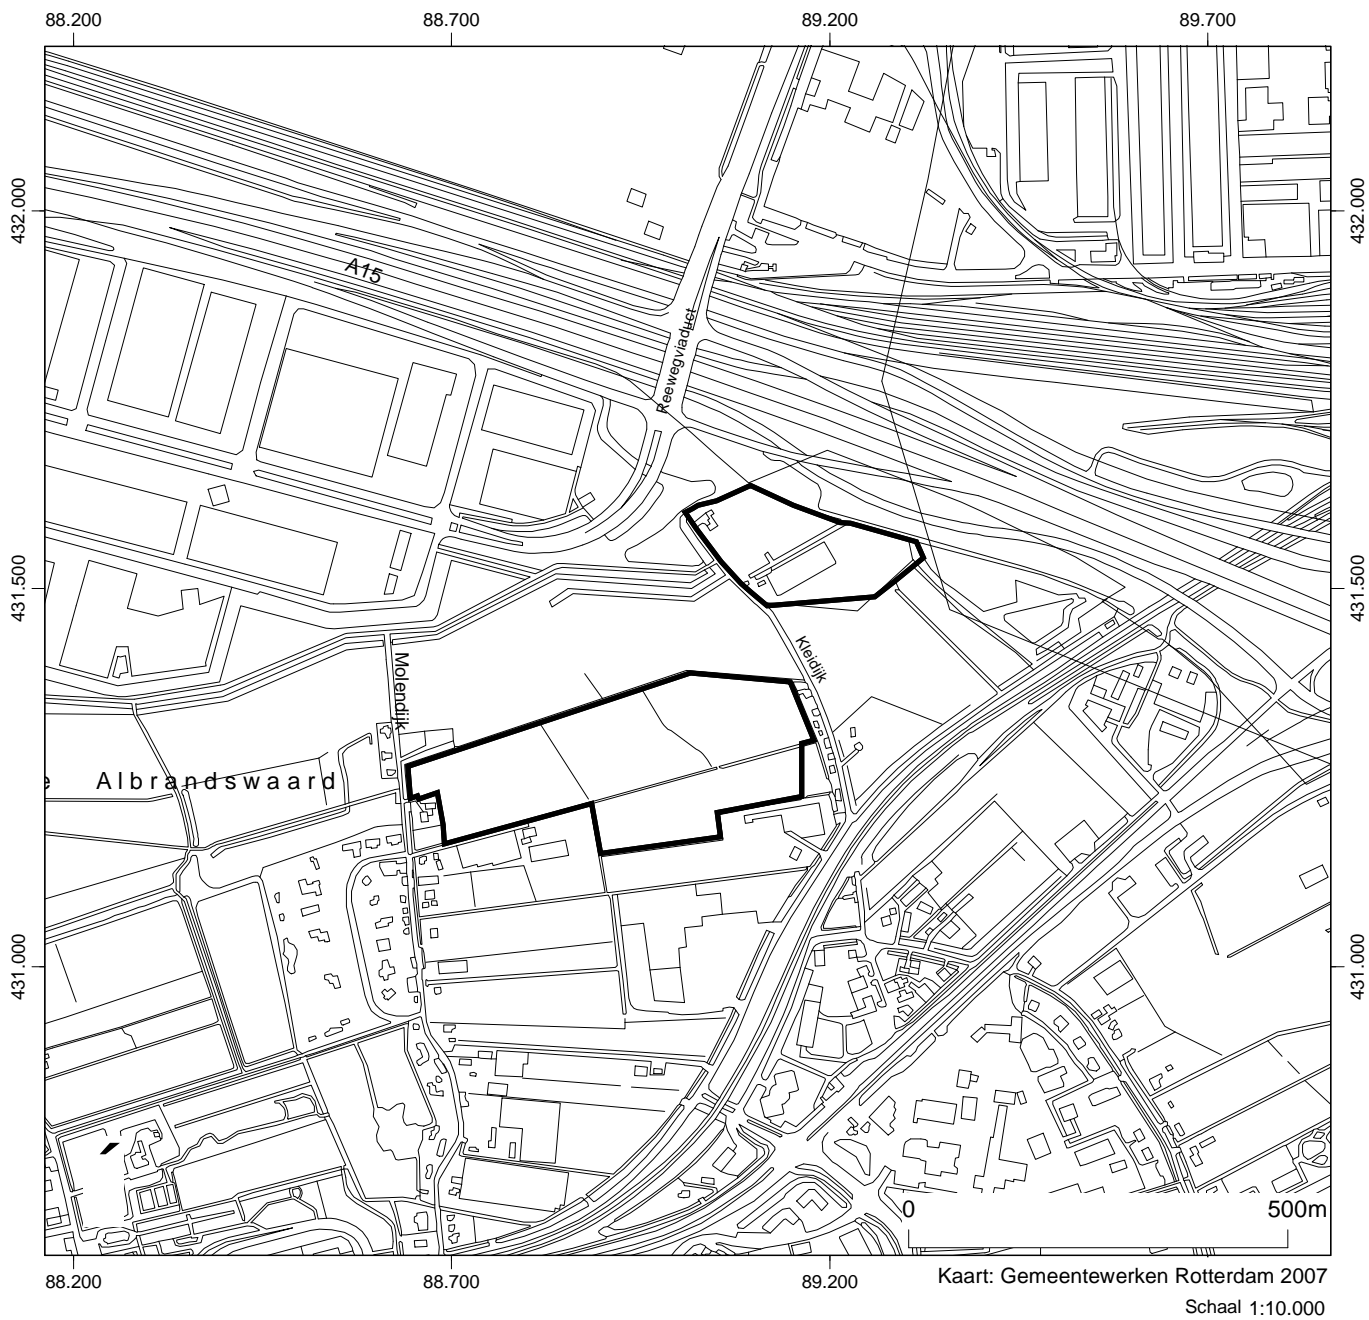 88.200 88.700 89.200 89.700
432.000 432.000
A15
Reewegviaduct
431.500 431.500
Kleidijk
Molendijk
e Albrandswaard
431.000 431.000
0 500m
88.200 88.700 89.200
Kaart: Gemeentewerken Rotterdam 2007
Schaal 1:10.000